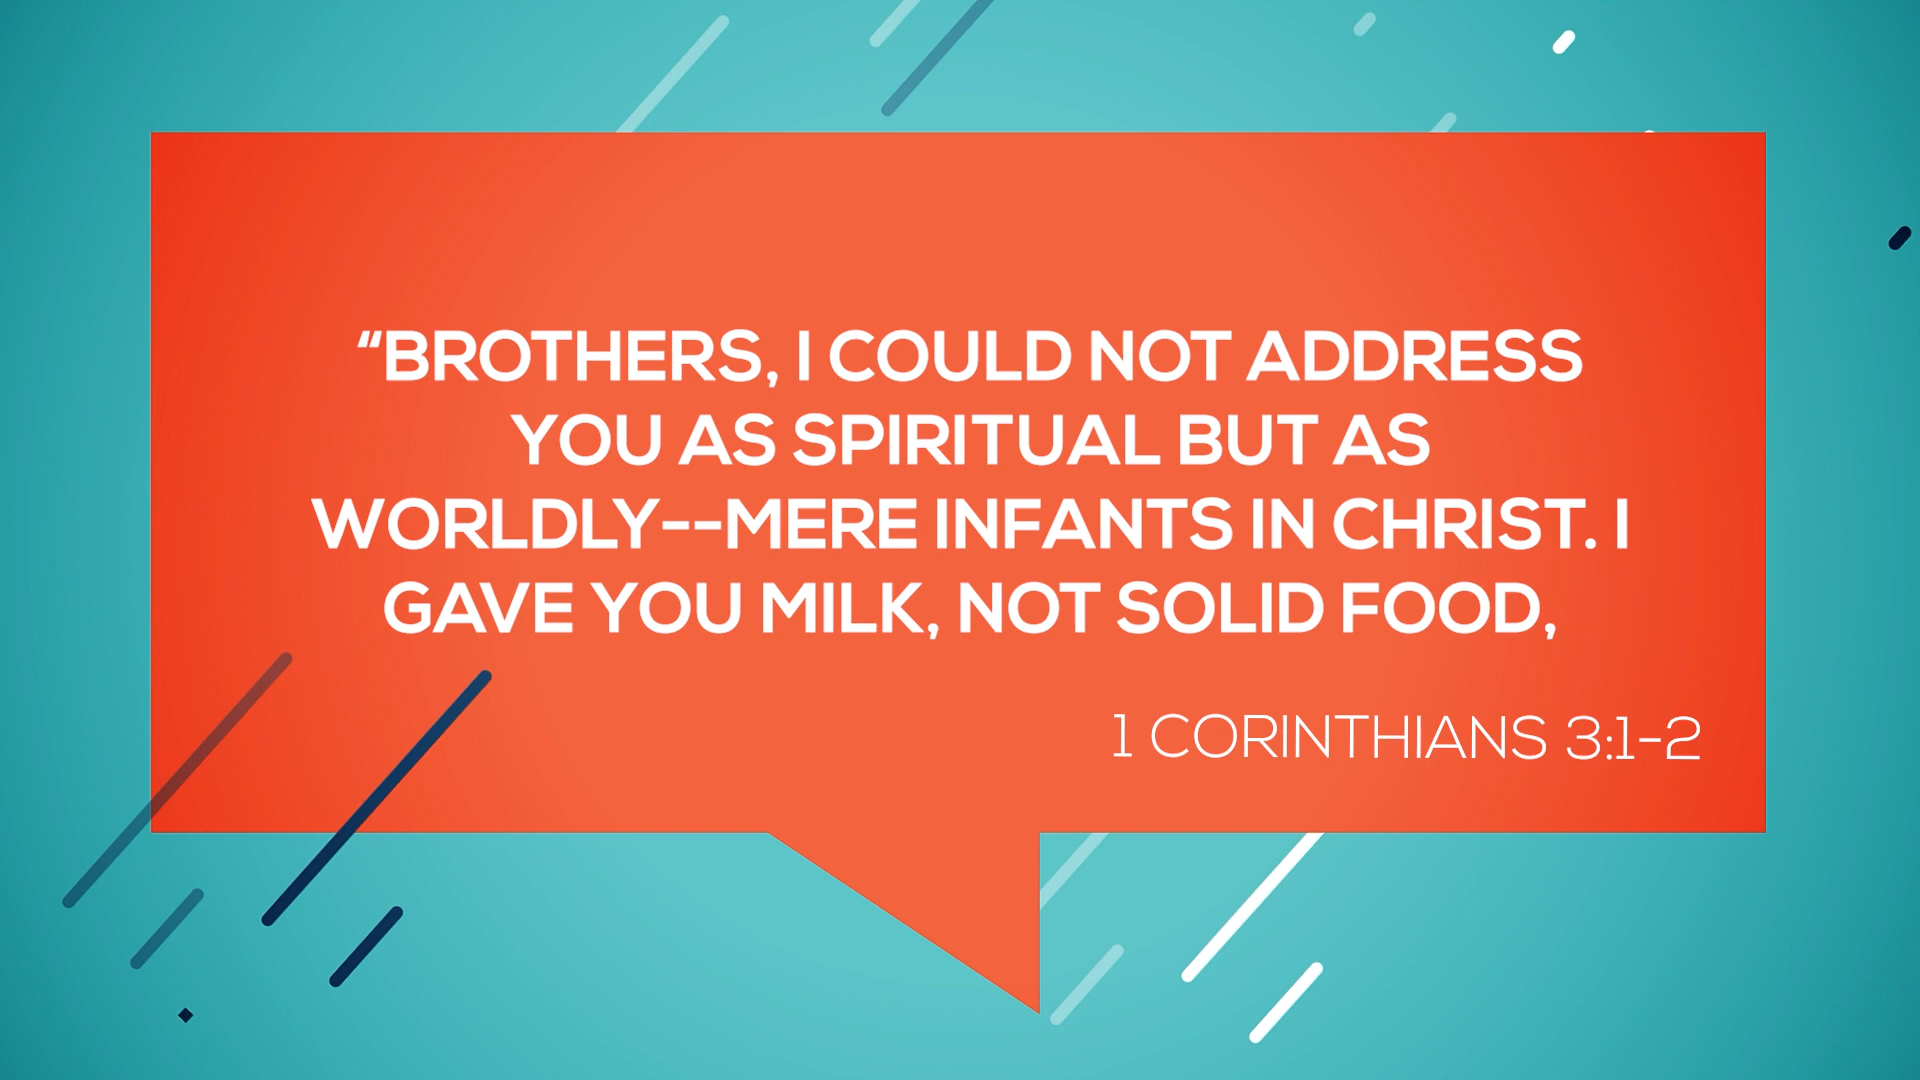 “BROTHERS, I COULD NOT ADDRESS
YOU AS SPIRITUAL BUT AS
WORLDLY--MERE INFANTS IN CHRIST. I
GAVE YOU MILK, NOT SOLID FOOD,
1 CORINTHIANS 3:1-2